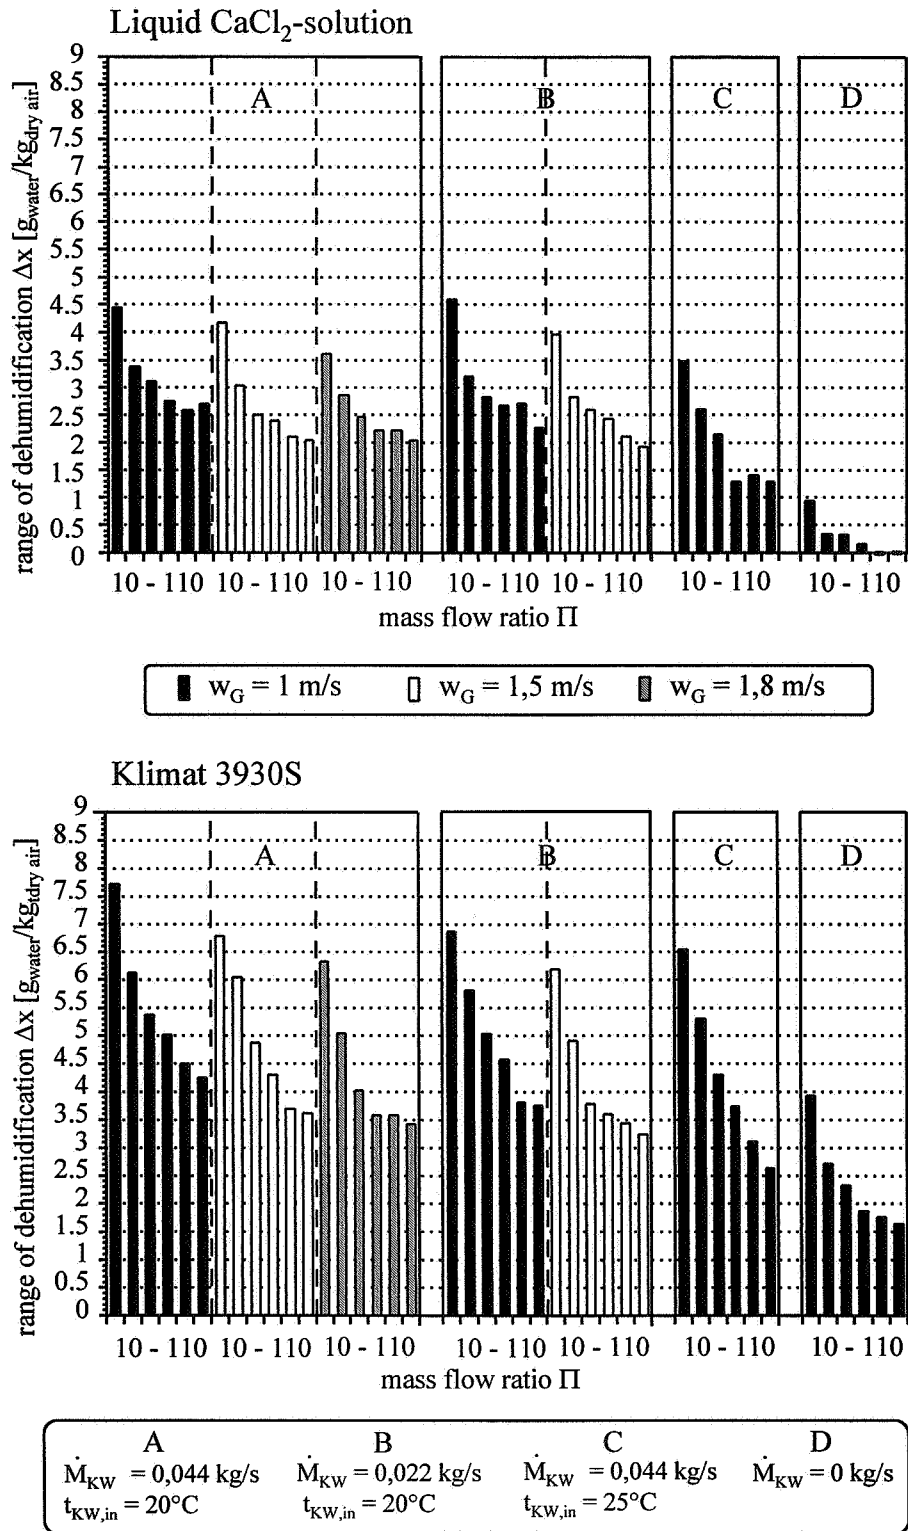 Liquid CaCl2-solution
range of dehumidification Δx [gwater/kgdry air]
9
8.5
8
7.5
7
6.5
6
5.5
5
4.5
4
3.5
3
2.5
2
1.5
1
0.5
0
A B C D
10 - 110 10 - 110 10 - 110 10 - 110 10 - 110 10 - 110 10 - 110
mass flow ratio Π
wG = 1 m/s wG = 1,5 m/s wG = 1,8 m/s
Klimat 3930S
range of dehumidification Δx [gwater/kgtdry air]
9
8.5
8
7.5
7
6.5
6
5.5
5
4.5
4
3.5
3
2.5
2
1.5
1
0.5
0
A B C D
10 - 110 10 - 110 10 - 110 10 - 110 10 - 110 10 - 110 10 - 110
mass flow ratio Π
A B C D
ṀKW = 0,044 kg/s ṀKW = 0,022 kg/s ṀKW = 0,044 kg/s ṀKW = 0 kg/s
tKW,in = 20°C tKW,in = 20°C tKW,in = 25°C